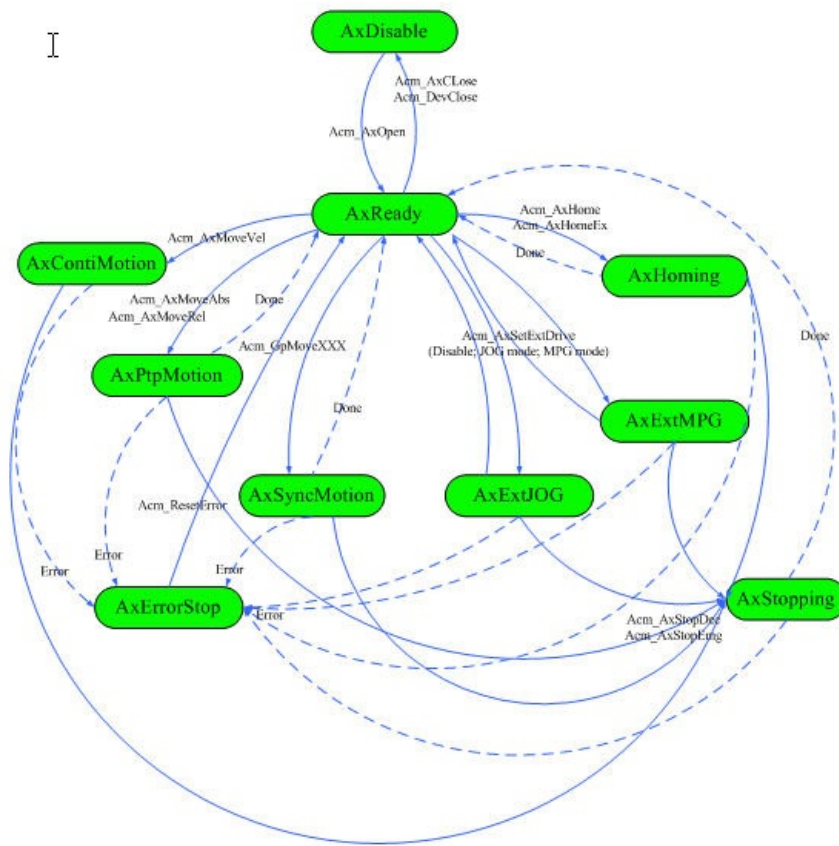 AxDisable
Acm_AxCLose
Acm_DevClose
Acm_AxOpen
AxReady
Acm_AxHome
Acm_AxHomeEx
Acm_AxMoveVel
Done
AxContiMotion
AxHoming
Acm_AxMoveAbs
Acm_AxMoveRel
Done
Acm_AxSetExtDrive
(Disable; JOG mode; MPG mode)
Done
Acm_GpMoveXXX
AxPtpMotion
Done
AxExtMPG
AxSyncMotion
AxExtJOG
Acm_ResetError
Error
Error
Error
AxErrorStop
Error
AxStopping
Acm_AxStopDec
Acm_AxStopEmg